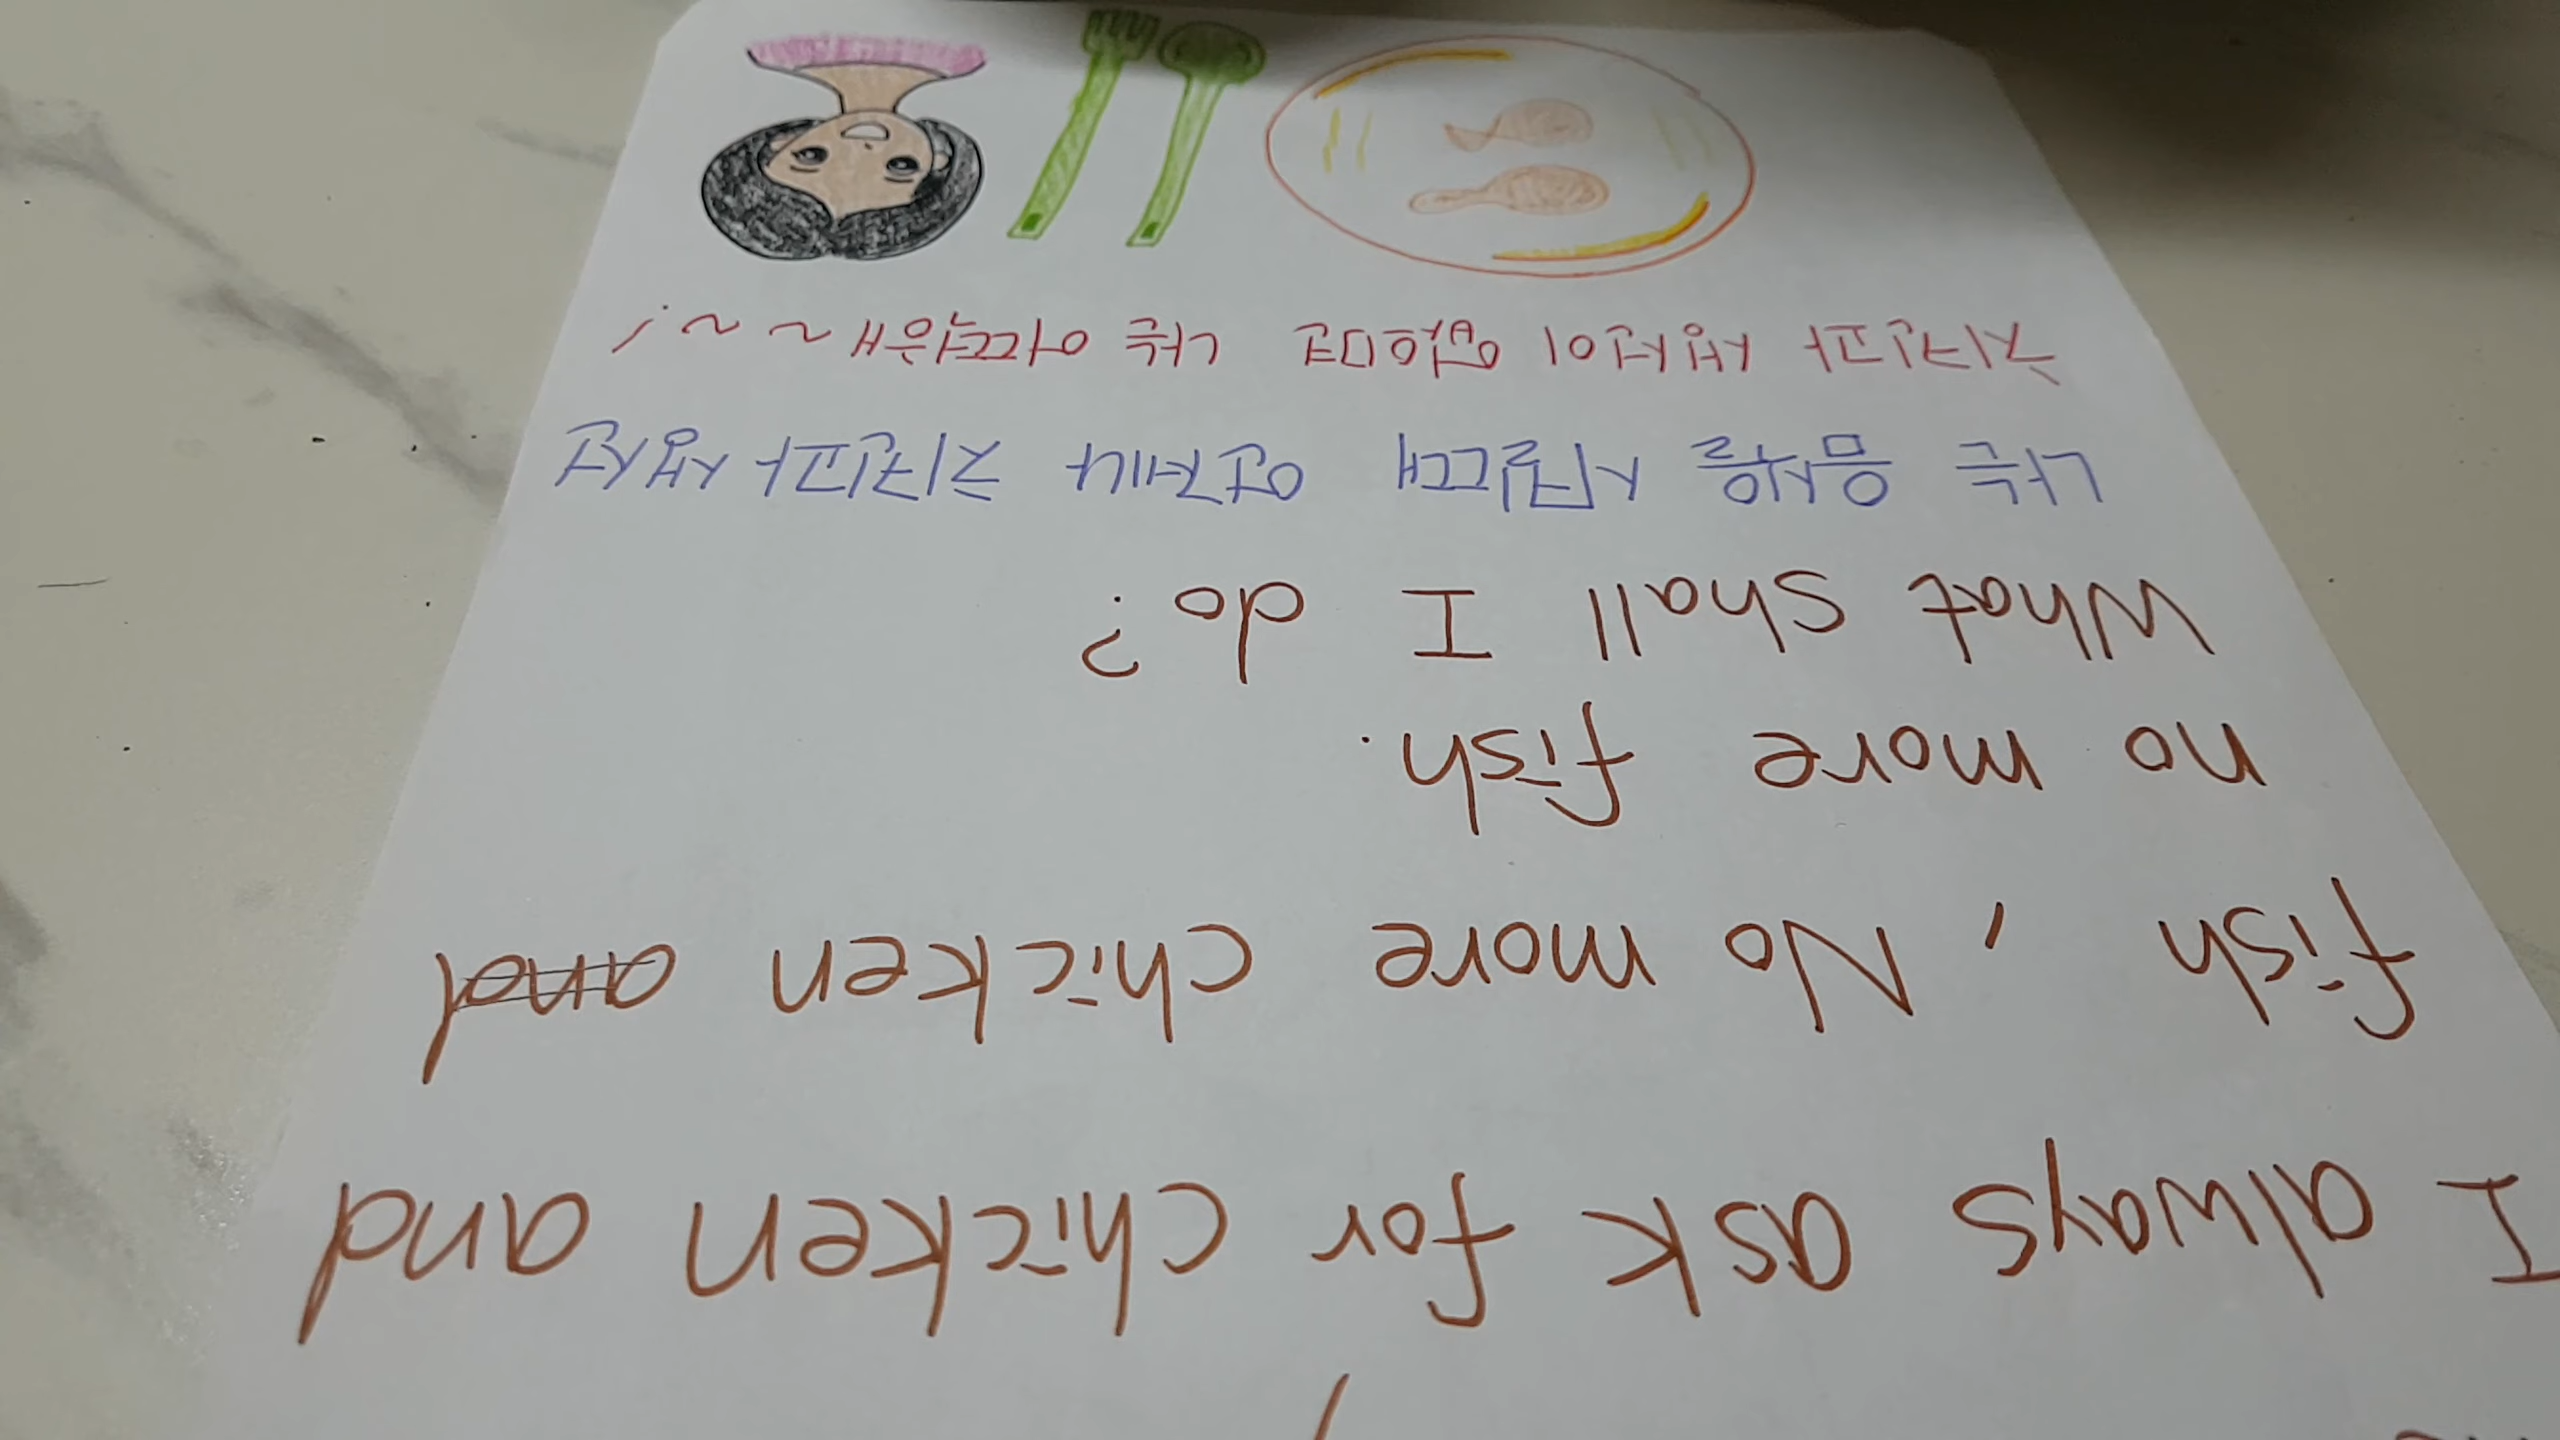 I always ask for chicken and
fish , No more chicken and
no more fish.
What shall I do?
나는 음식을 시킬때 언제나 치킨과 생선
치킨과 생선이 없으면 나는 어떡해~~!